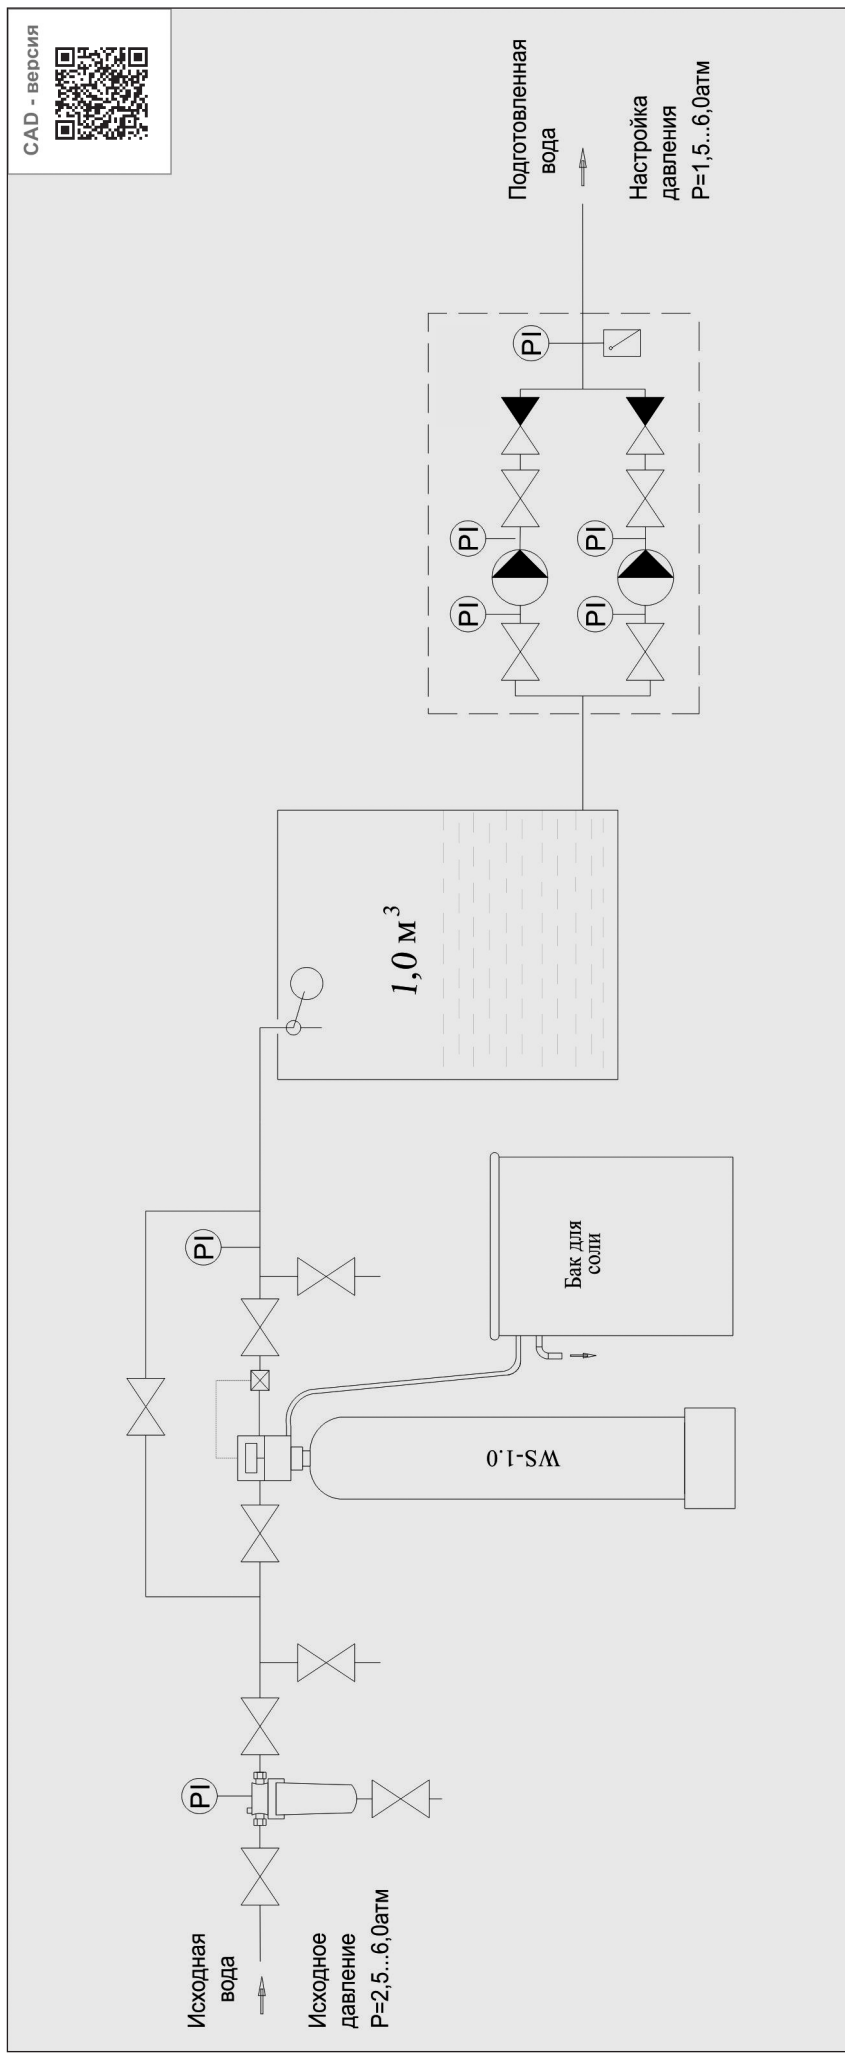 CAD - версия
Исходная
вода
Исходное
давление
P=2,5...6,0атм
PI
WS-1.0
PI
Бак для
соли
1,0 м³
PI
PI
PI
PI
PI
Подготовленная
вода
Настройка
давления
P=1,5...6,0атм